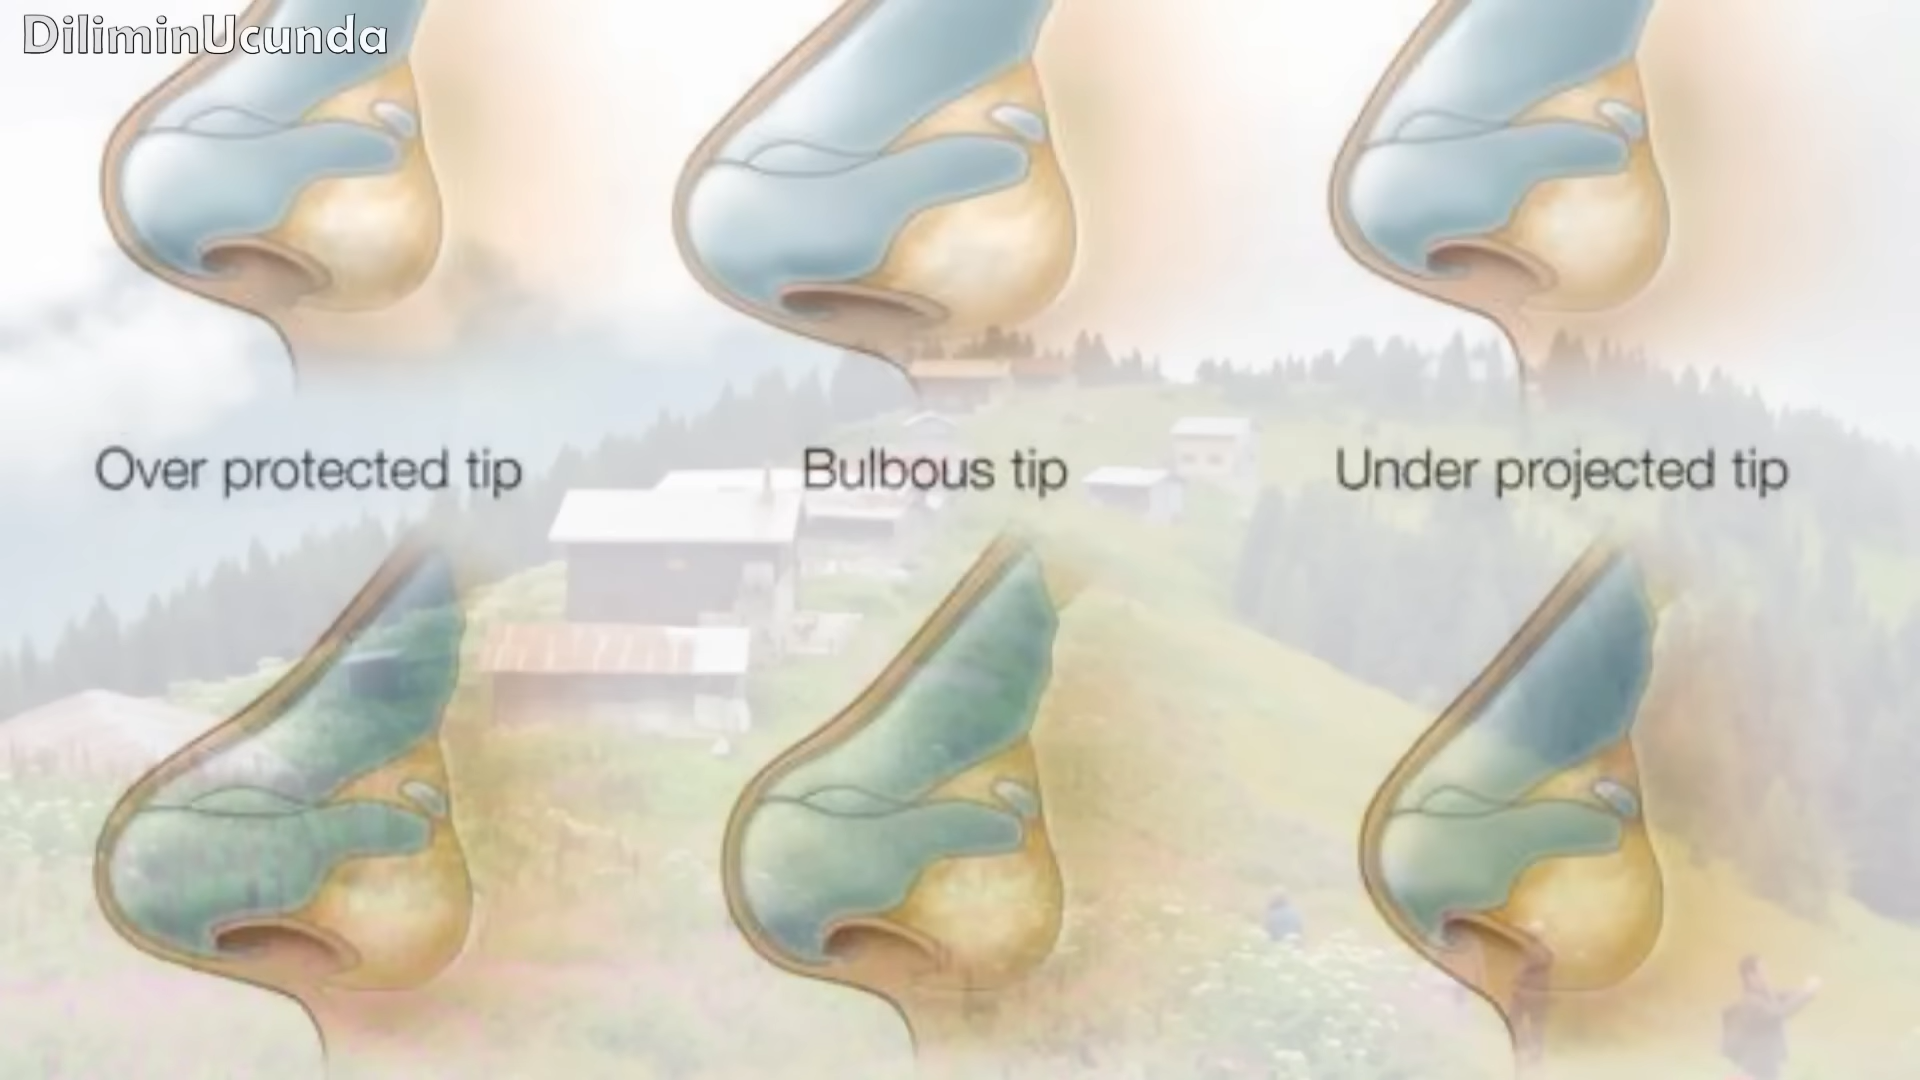 DiliminUcunda
Over protected tip
Bulbous tip
Under projected tip